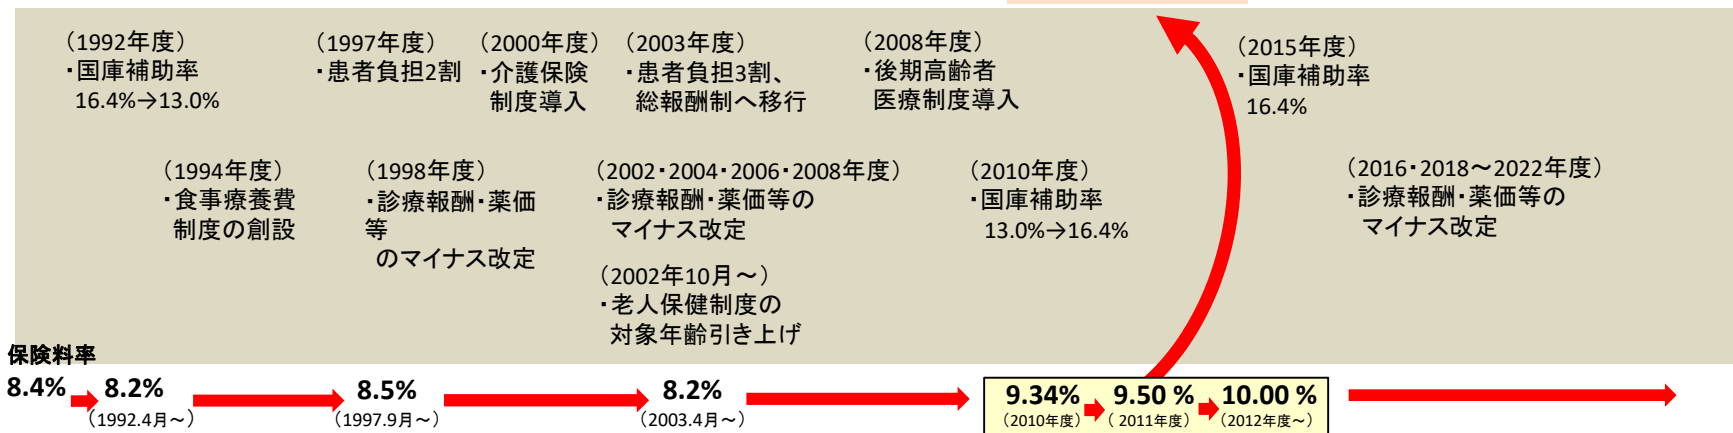 （1992年度）
・国庫補助率
16.4%→13.0%
（1997年度）
・患者負担2割
（2000年度）
・介護保険
制度導入
（2003年度）
・患者負担3割、
総報酬制へ移行
（2008年度）
・後期高齢者
医療制度導入
（2015年度）
・国庫補助率
16.4%
（1994年度）
・食事療養費
制度の創設
（1998年度）
・診療報酬・薬価
等
のマイナス改定
（2002・2004・2006・2008年度）
・診療報酬・薬価等の
マイナス改定
（2002年10月～）
・老人保健制度の
対象年齢引き上げ
（2010年度）
・国庫補助率
13.0%→16.4%
（2016・2018～2022年度）
・診療報酬・薬価等の
マイナス改定
保険料率
8.4%
8.2%
（1992.4月～）
8.5%
（1997.9月～）
8.2%
（2003.4月～）
9.34%
（2010年度）
9.50 %
（ 2011年度）
10.00 %
（2012年度～）